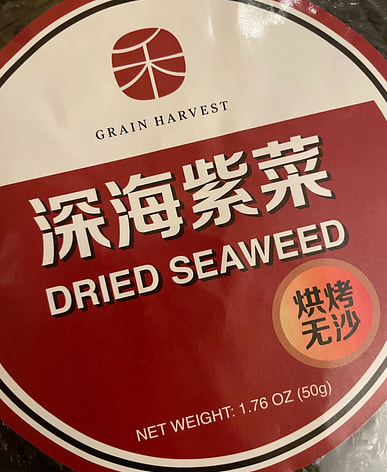 禾
GRAIN HARVEST
深海紫菜
DRIED SEAWEED
烘烤
无沙
NET WEIGHT: 1.76 OZ (50g)